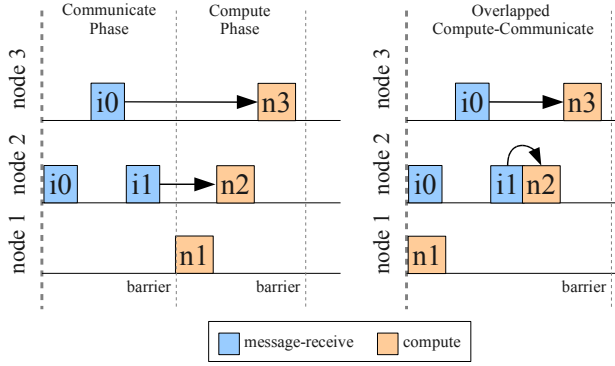 Communicate
Phase
Compute
Phase
Overlapped
Compute-Communicate
node 3
i0
n3
i0
n3
node 2
i0
i1
n2
i0
i1
n2
node 1
n1
n1
barrier
barrier
barrier
message-receive
compute